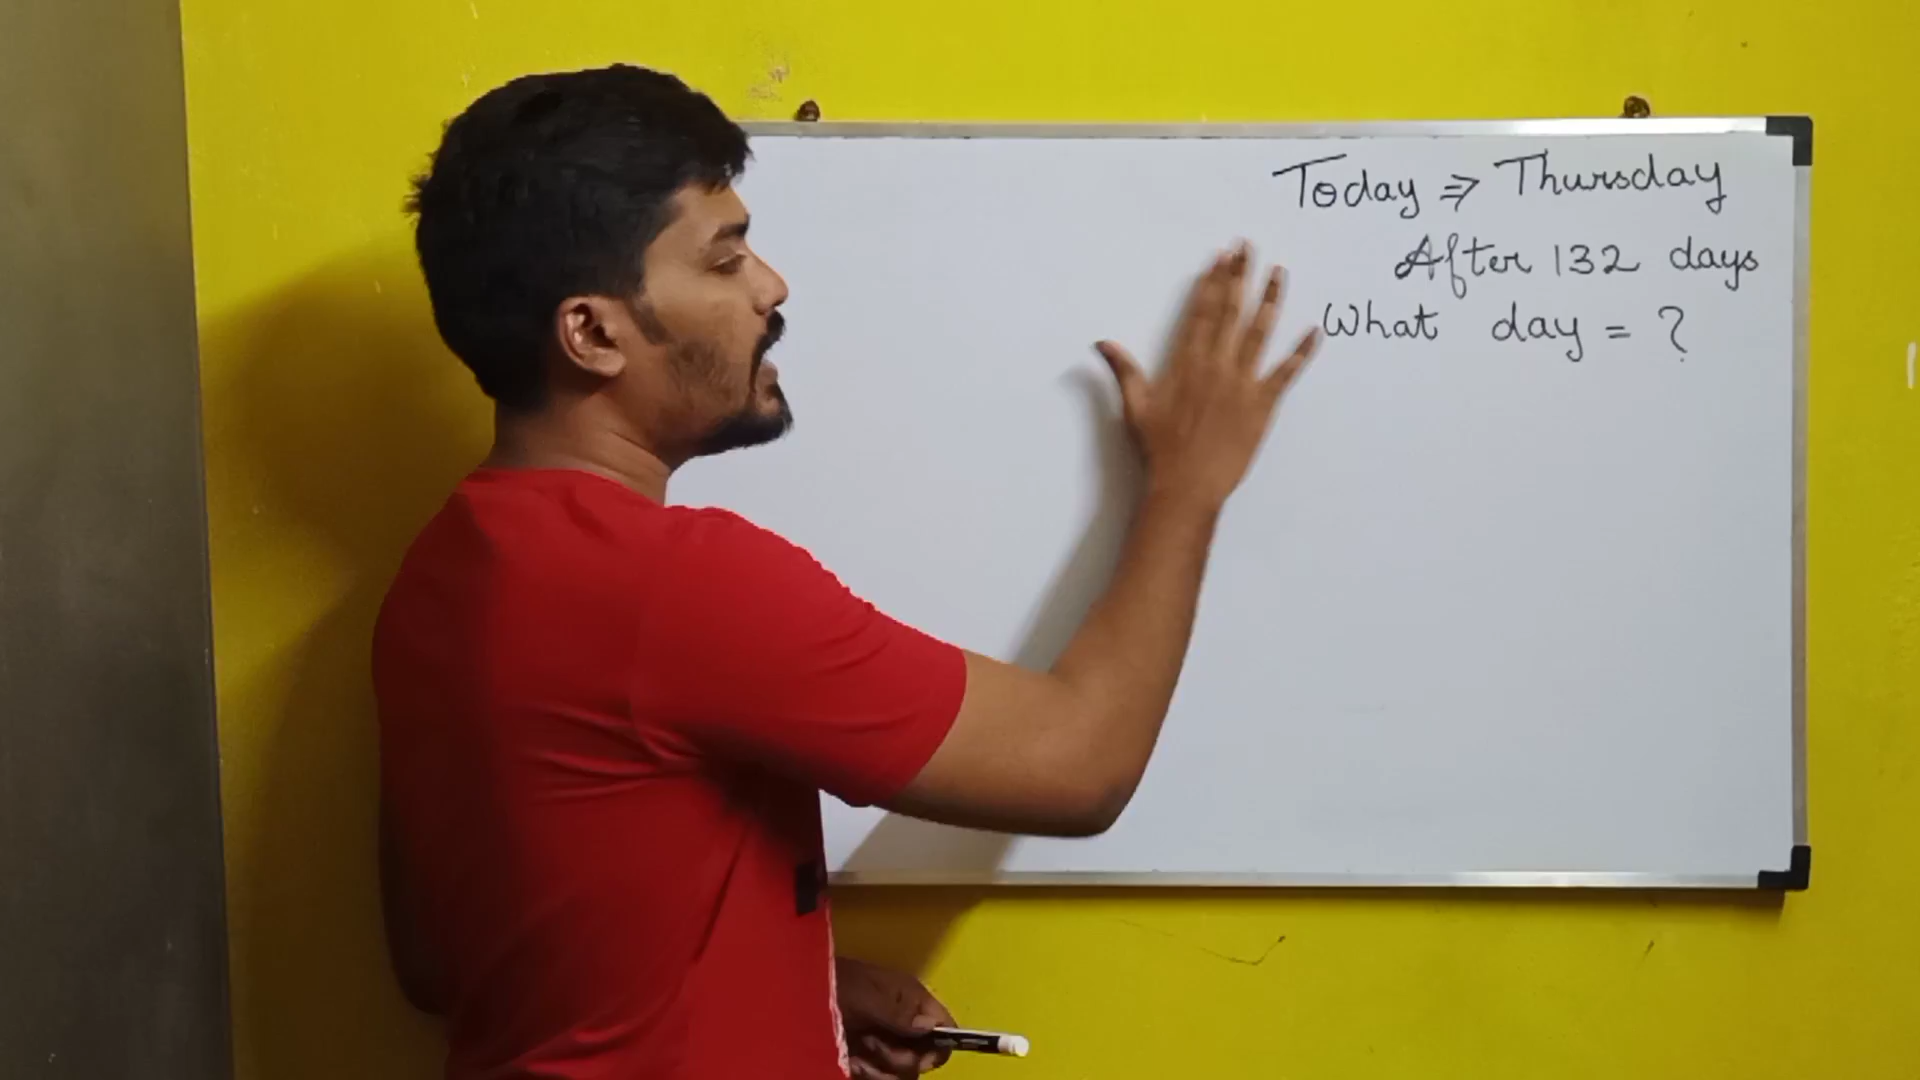 Today ⇒ Thursday
After 132 days
What day = ?